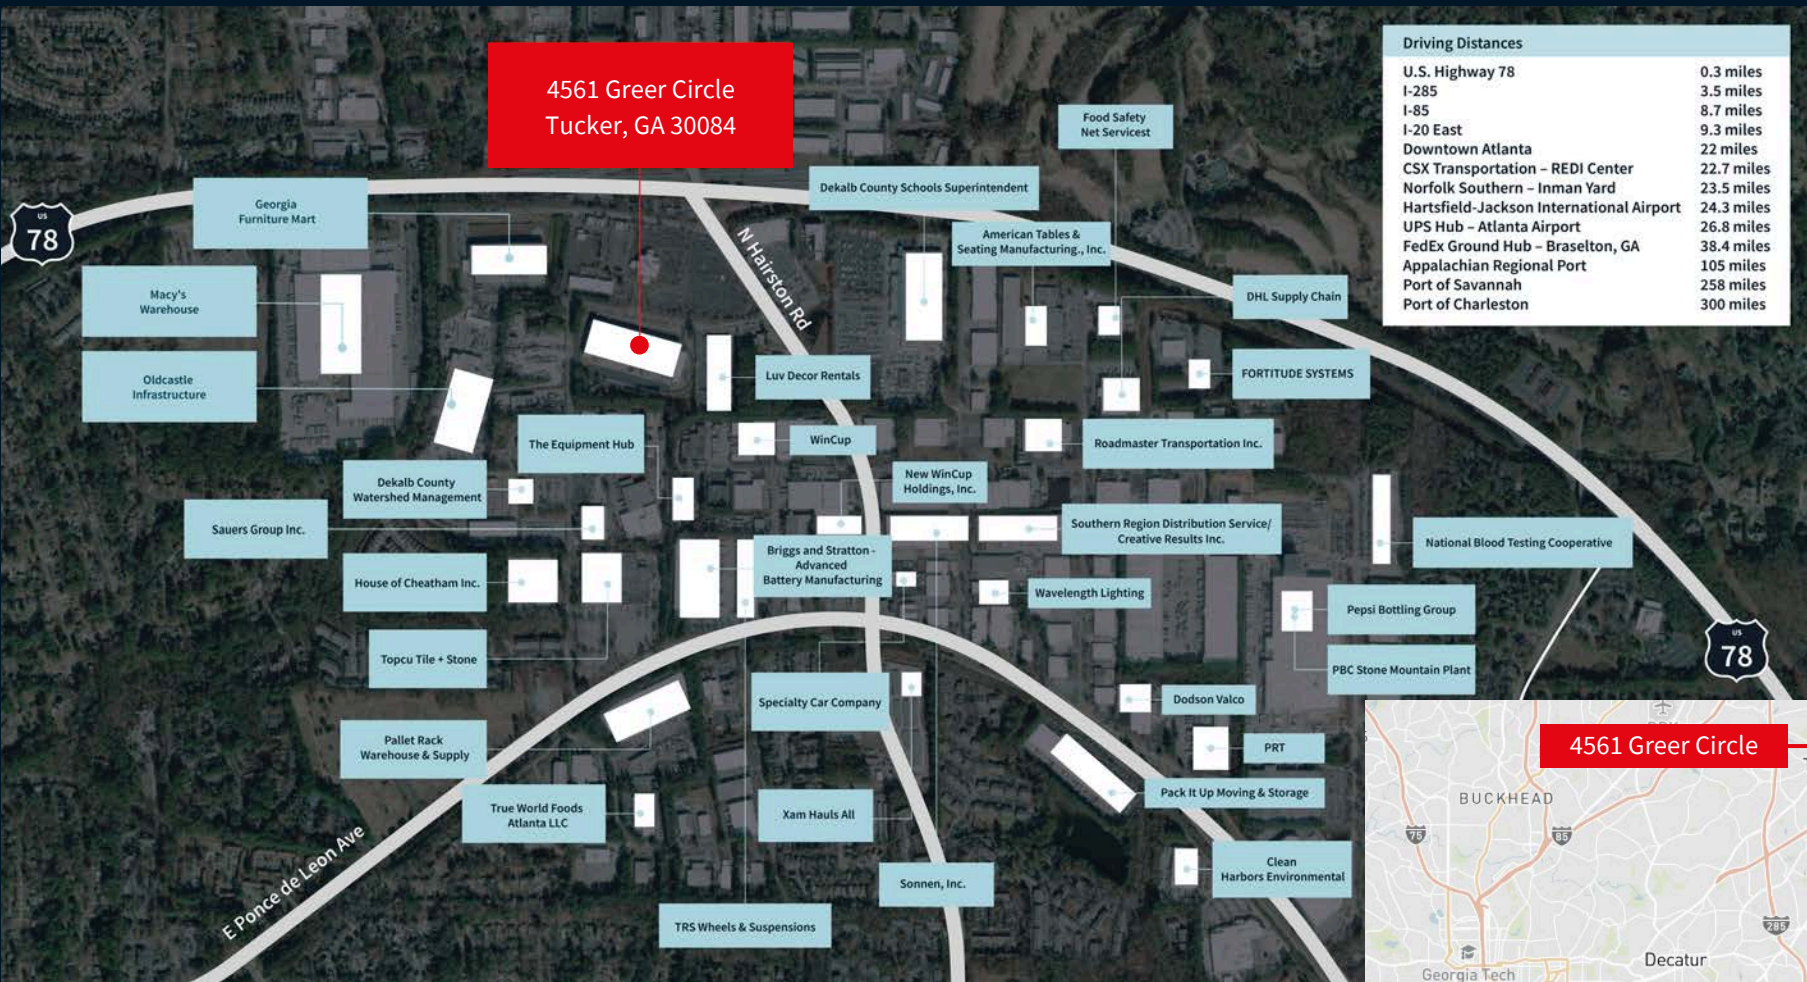 4561 Greer Circle
Tucker, GA 30084
Driving Distances
U.S. Highway 78 0.3 miles
I-285 3.5 miles
I-85 8.7 miles
I-20 East 9.3 miles
Downtown Atlanta 22 miles
CSX Transportation – REDI Center 22.7 miles
Norfolk Southern – Inman Yard 23.5 miles
Hartsfield-Jackson International Airport 24.3 miles
UPS Hub – Atlanta Airport 26.8 miles
FedEx Ground Hub – Braselton, GA 38.4 miles
Appalachian Regional Port 105 miles
Port of Savannah 258 miles
Port of Charleston 300 miles
Food Safety
Net Servicest
Dekalb County Schools Superintendent
Georgia
Furniture Mart
US
78
N Hairston Rd
American Tables &
Seating Manufacturing., Inc.
Macy's
Warehouse
DHL Supply Chain
Oldcastle
Infrastructure
Luv Decor Rentals
FORTITUDE SYSTEMS
The Equipment Hub
WinCup
Roadmaster Transportation Inc.
Dekalb County
Watershed Management
New WinCup
Holdings, Inc.
Sauers Group Inc.
Southern Region Distribution Service/
Creative Results Inc.
National Blood Testing Cooperative
House of Cheatham Inc.
Briggs and Stratton -
Advanced
Battery Manufacturing
Wavelength Lighting
Pepsi Bottling Group
Topcu Tile + Stone
PBC Stone Mountain Plant
US
78
Specialty Car Company
Dodson Valco
Pallet Rack
Warehouse & Supply
PRT
4561 Greer Circle
Pack It Up Moving & Storage
True World Foods
Atlanta LLC
Xam Hauls All
BUCKHEAD
75
85
E Ponce de Leon Ave
Clean
Harbors Environmental
Sonnen, Inc.
TRS Wheels & Suspensions
285
Decatur
Georgia Tech